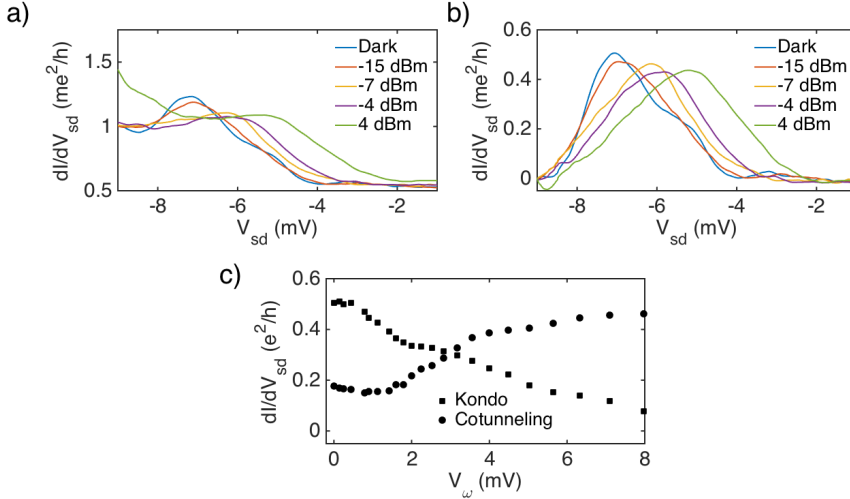 a)
dI/dV_sd (me²/h)
1.5
1
0.5
-8
-6
-4
-2
V_sd (mV)
Dark
-15 dBm
-7 dBm
-4 dBm
4 dBm
b)
dI/dV_sd (me²/h)
0.6
0.4
0.2
0
-8
-6
-4
-2
V_sd (mV)
Dark
-15 dBm
-7 dBm
-4 dBm
4 dBm
c)
dI/dV_sd (e²/h)
0.6
0.4
0.2
0
0
2
4
6
8
V_ω (mV)
Kondo
Cotunneling